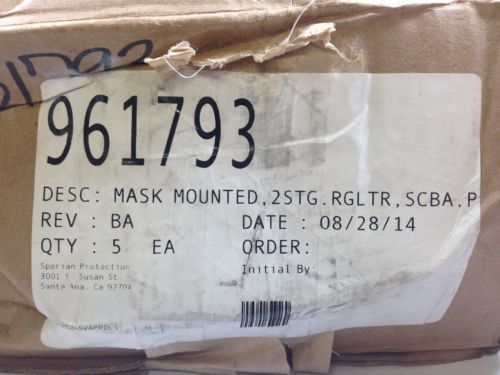 61793
961793
DESC: MASK MOUNTED,2STG.RGLTR,SCBA,P
REV : BA DATE : 08/28/14
QTY : 5 EA ORDER:
Sperian Protection Initial By:
3001 S. Susan St.
Santa Ana, Ca 92704